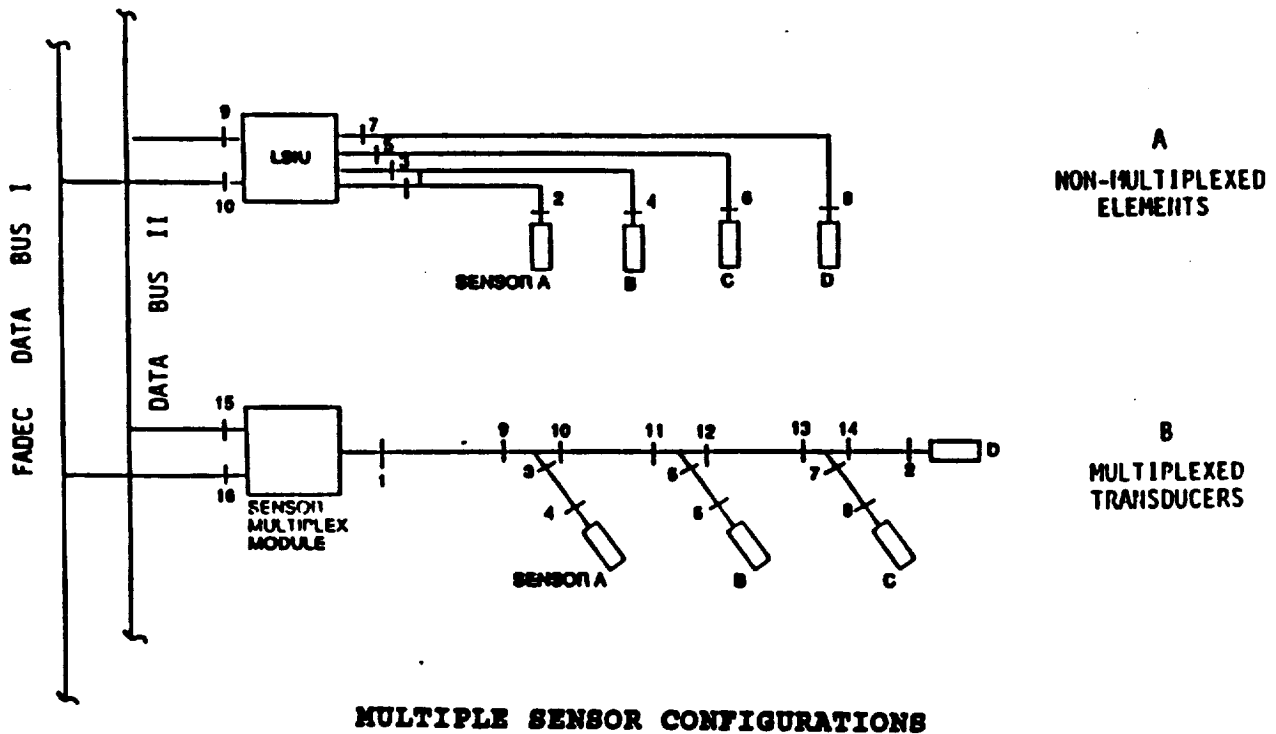 FADEC DATA BUS I
DATA BUS II
9
10
LSIU
7
5
3
1
2
4
6
8
SENSOR A
B
C
D
A
NON-MULTIPLEXED
ELEMENTS
15
16
SENSOR
MULTIPLEX
MODULE
1
9
10
11
12
13
14
2
D
3
4
6
5
7
8
SENSOR A
B
C
B
MULTIPLEXED
TRANSDUCERS
MULTIPLE SENSOR CONFIGURATIONS